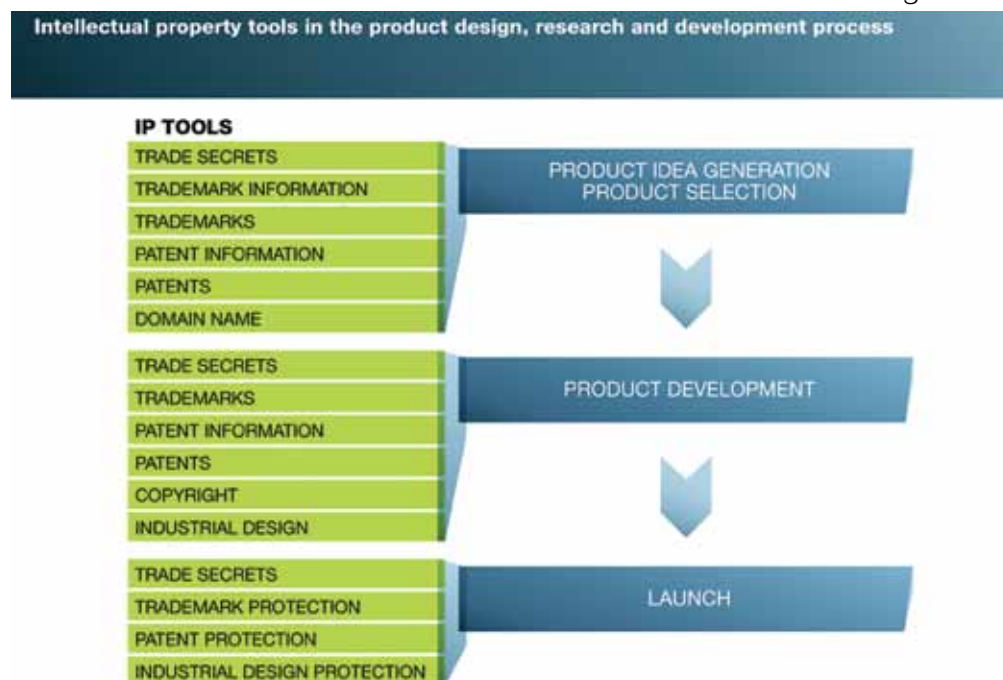 Intellectual property tools in the product design, research and development process
IP TOOLS
TRADE SECRETS
TRADEMARK INFORMATION
TRADEMARKS
PATENT INFORMATION
PATENTS
DOMAIN NAME
PRODUCT IDEA GENERATION
PRODUCT SELECTION
TRADE SECRETS
TRADEMARKS
PATENT INFORMATION
PATENTS
COPYRIGHT
INDUSTRIAL DESIGN
PRODUCT DEVELOPMENT
TRADE SECRETS
TRADEMARK PROTECTION
PATENT PROTECTION
INDUSTRIAL DESIGN PROTECTION
LAUNCH